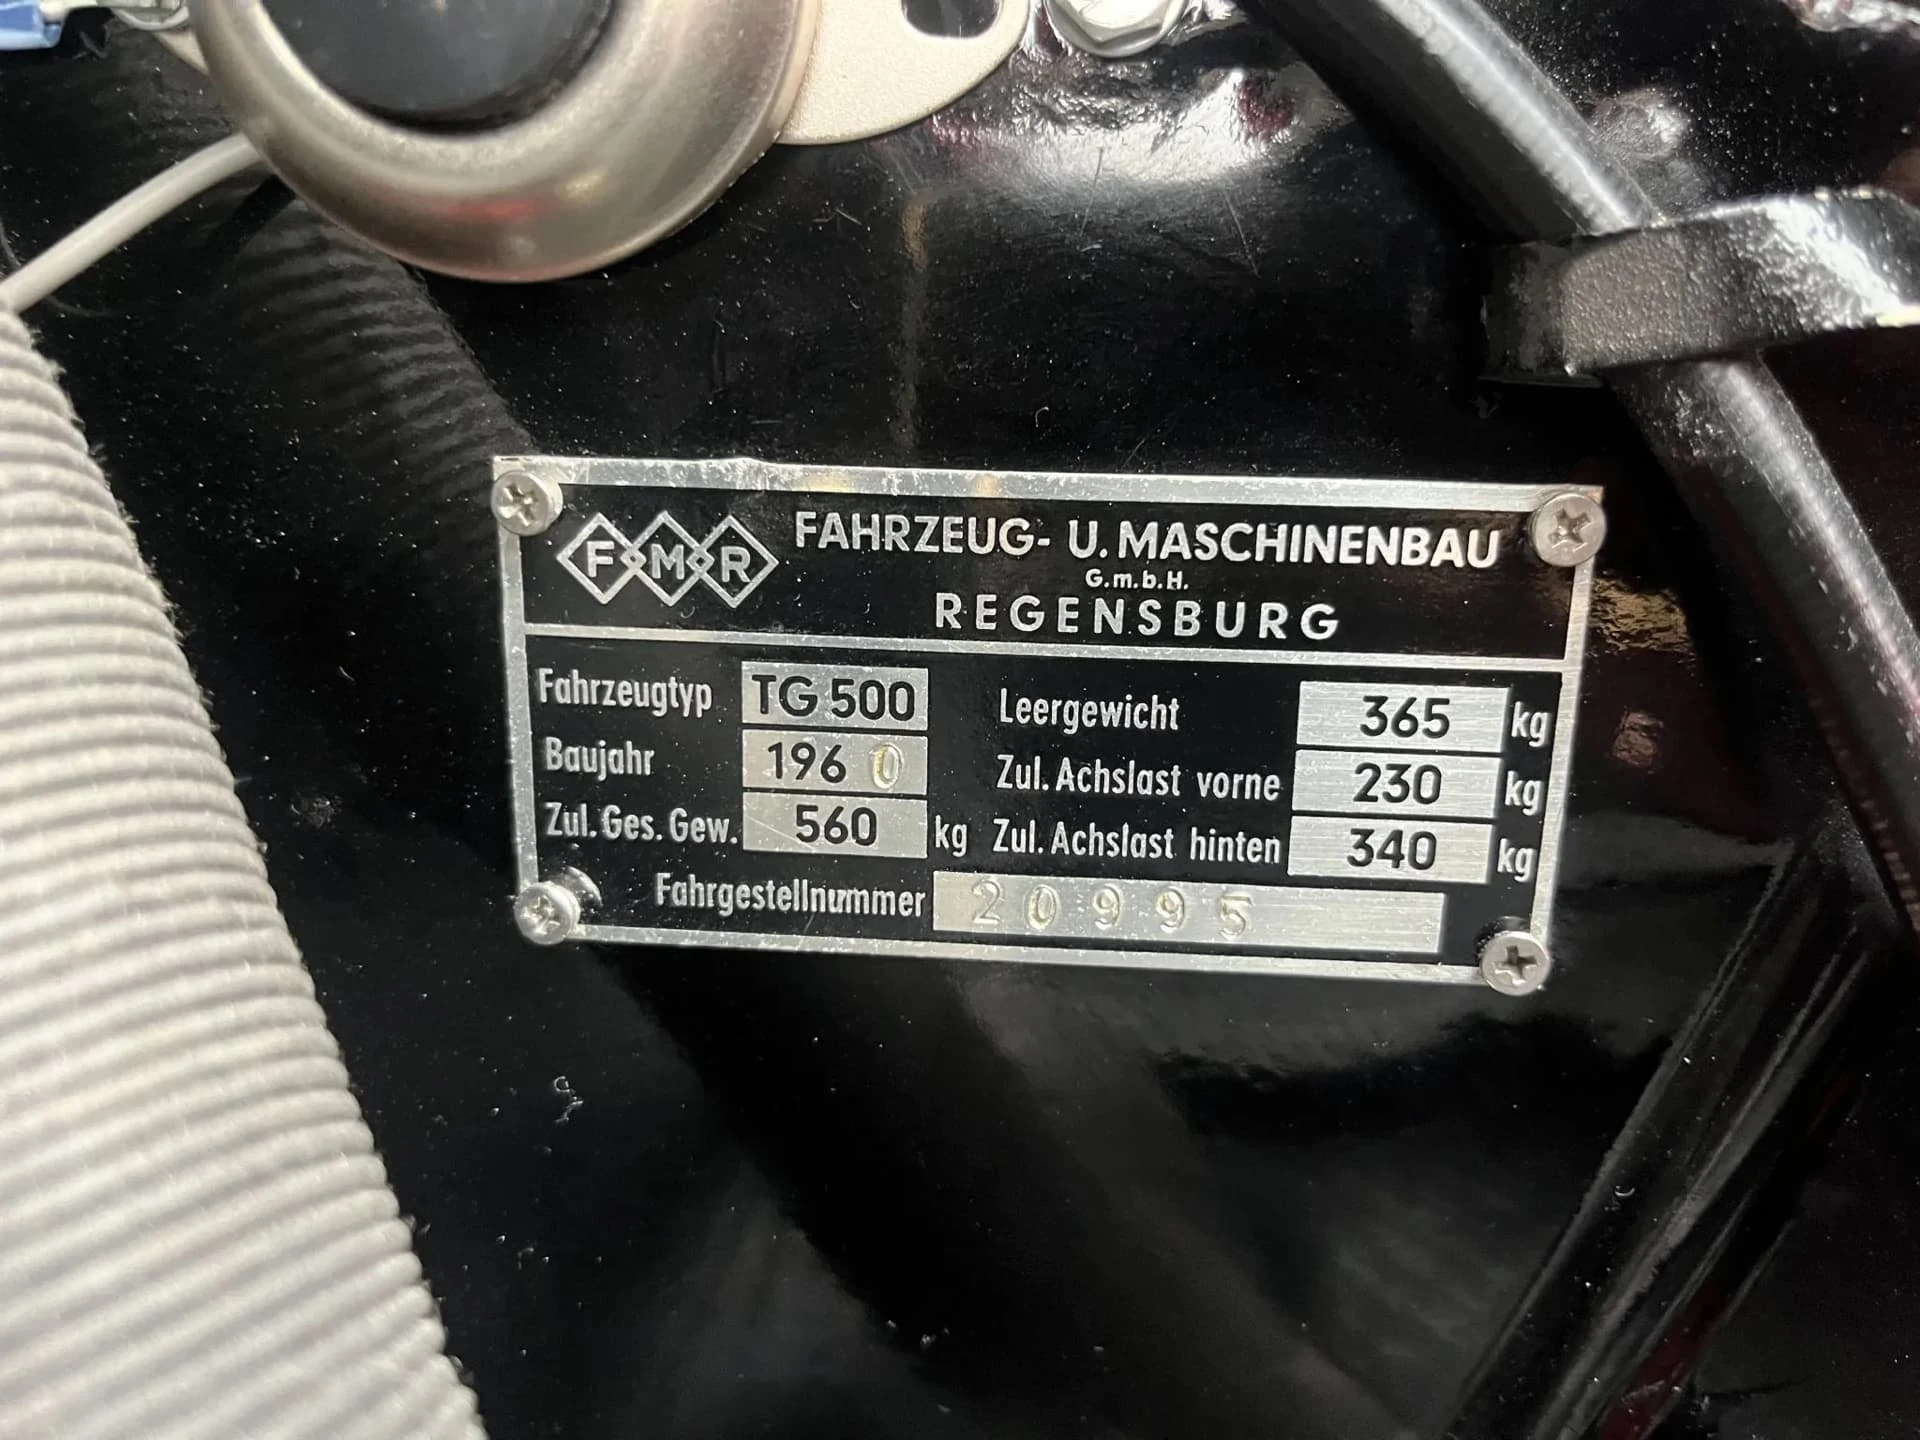 FMR FAHRZEUG- U. MASCHINENBAU
G.m.b.H.
REGENSBURG
Fahrzeugtyp TG 500 Leergewicht 365 kg
Baujahr 1960 Zul. Achslast vorne 230 kg
Zul. Ges. Gew. 560 kg Zul. Achslast hinten 340 kg
Fahrgestellnummer 20995